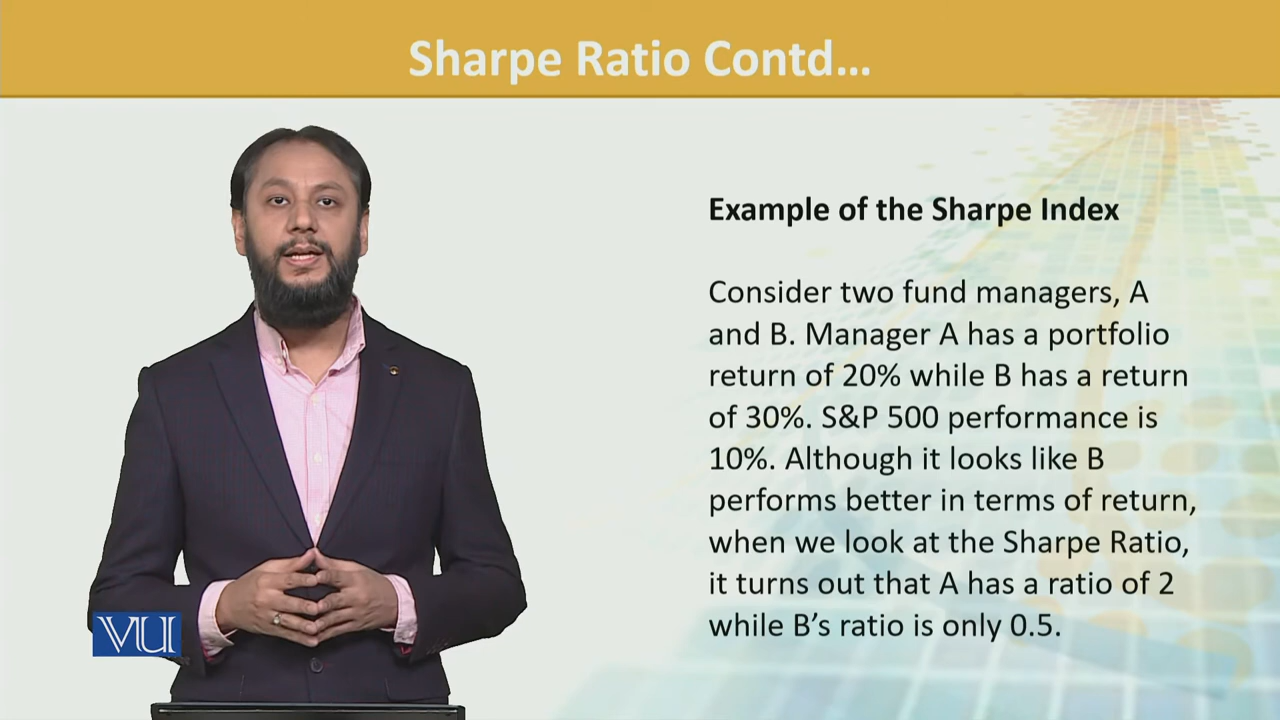 Sharpe Ratio Contd...
Example of the Sharpe Index
Consider two fund managers, A
and B. Manager A has a portfolio
return of 20% while B has a return
of 30%. S&P 500 performance is
10%. Although it looks like B
performs better in terms of return,
when we look at the Sharpe Ratio,
it turns out that A has a ratio of 2
while B’s ratio is only 0.5.
VU